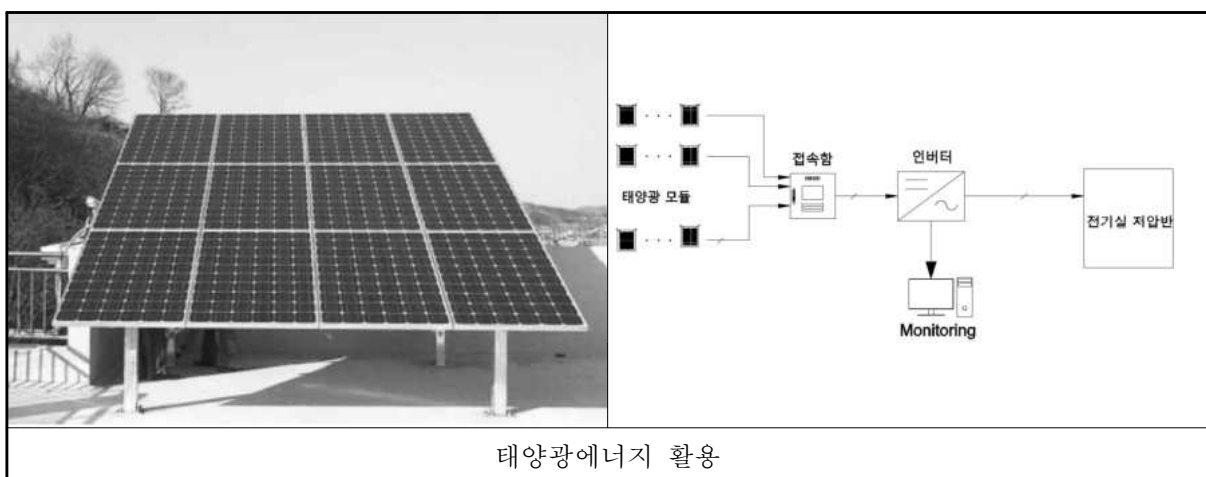 접속함
인버터
태양광 모듈
전기실 저압반
Monitoring
태양광에너지 활용